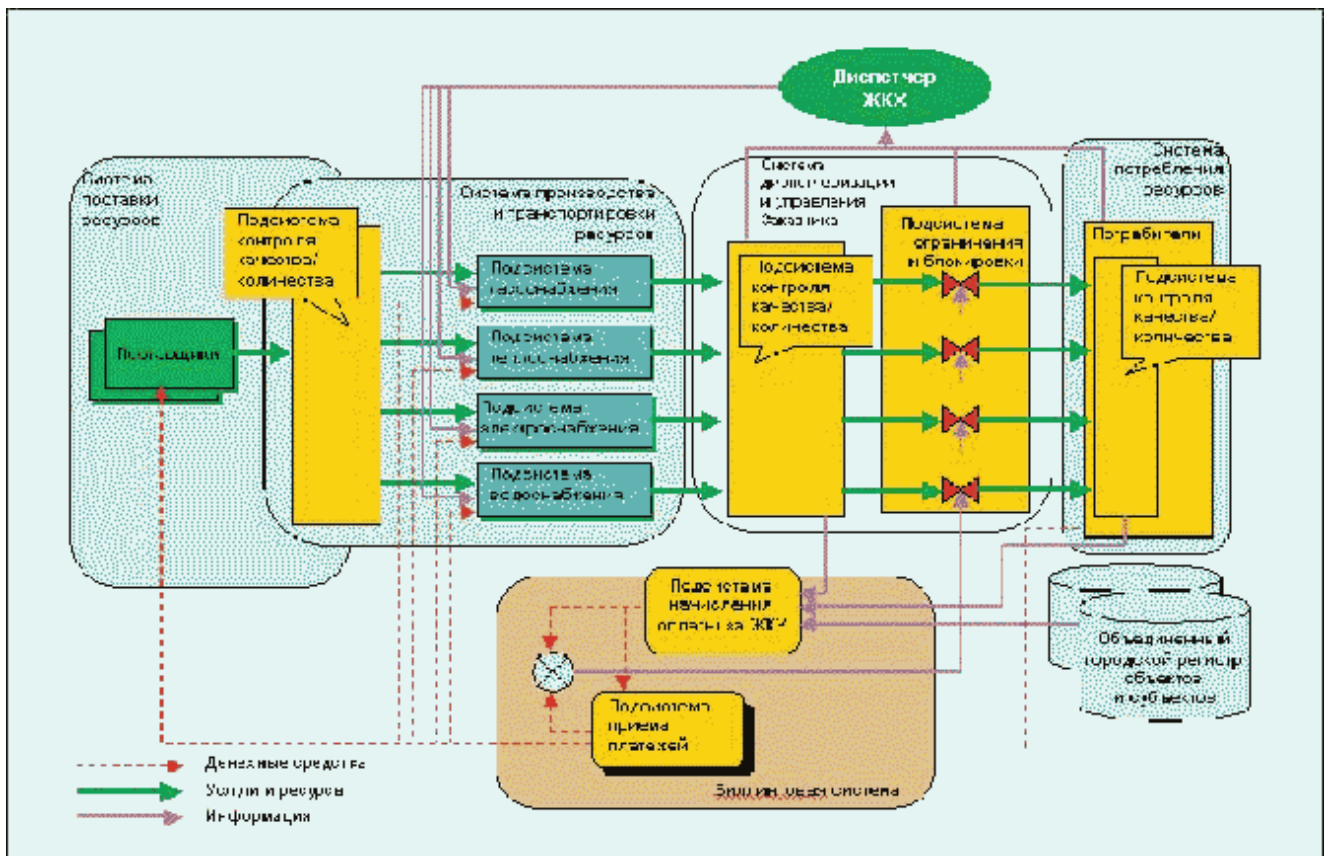 Диспетчер
ЖКХ
Система
поставки
ресурсов
Система производства
и транспортировки
ресурсов
Система
диспетчеризации
и управления
Заказчика
Система
потребления
ресурсов
Подсистема
контроля
качества/
количества
Поставщики
Подсистема
газоснабжения
Подсистема
теплоснабжения
Подсистема
электроснабжения
Подсистема
водоснабжения
Подсистема
контроля
качества/
количества
Подсистема
ограничения
и блокировки
Потребители
Подсистема
контроля
качества/
количества
Подсистема
начисления
оплаты за ЖКУ
Подсистема
приема
платежей
Биллинговая система
Объединенный
городской регистр
объектов
и субъектов
Денежные средства
Услуги и ресурсы
Информация